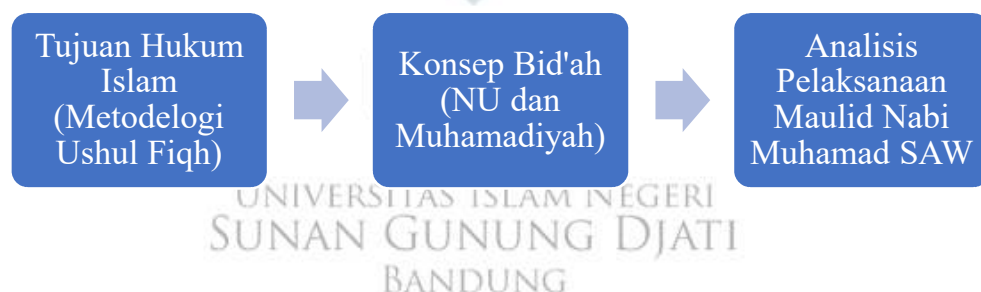 Tujuan Hukum
Islam
(Metodelogi
Ushul Fiqh)
Konsep Bid'ah
(NU dan
Muhamadiyah)
Analisis
Pelaksanaan
Maulid Nabi
Muhamad SAW
UNIVERSITAS ISLAM NEGERI
SUNAN GUNUNG DJATI
BANDUNG